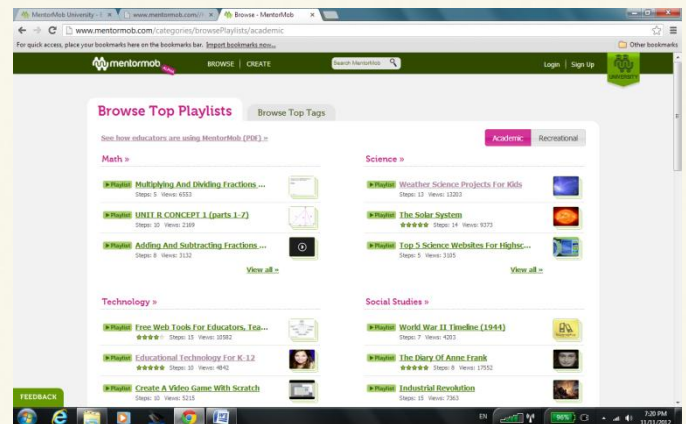 MentorMob University - E
www.mentormob.com/
Browse - MentorMob
www.mentormob.com/categories/browsePlaylists/academic
For quick access, place your bookmarks here on the bookmarks bar. Import bookmarks now...
Other bookmarks
mentormob
BROWSE | CREATE
Search MentorMob
Login | Sign Up
UNIVERSITY
Browse Top Playlists
Browse Top Tags
See how educators are using MentorMob (PDF) »
Academic
Recreational
Math »
Playlist Multiplying And Dividing Fractions ...
Steps: 5 Views: 6553
Playlist UNIT R CONCEPT 1 (parts 1-7)
Steps: 10 Views: 2169
Playlist Adding And Subtracting Fractions ...
Steps: 8 Views: 3132
View all »
Science »
Playlist Weather Science Projects For Kids
Steps: 13 Views: 13203
Playlist The Solar System
Steps: 14 Views: 9373
Playlist Top 5 Science Websites For Highsc...
Steps: 5 Views: 3105
View all »
Technology »
Playlist Free Web Tools For Educators, Tea...
Steps: 15 Views: 10582
Playlist Educational Technology For K-12
Steps: 10 Views: 4842
Playlist Create A Video Game With Scratch
Steps: 10 Views: 5215
Social Studies »
Playlist World War II Timeline (1944)
Steps: 7 Views: 4203
Playlist The Diary Of Anne Frank
Steps: 8 Views: 17552
Playlist Industrial Revolution
Steps: 15 Views: 7363
FEEDBACK
EN
96%
7:20 PM
11/11/2012